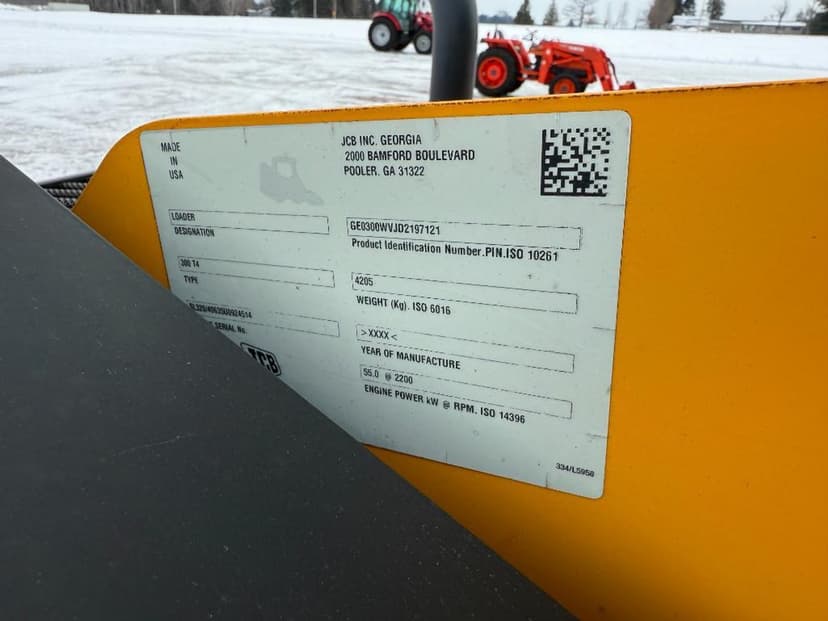 MADE
IN
USA
JCB INC. GEORGIA
2000 BAMFORD BOULEVARD
POOLER. GA 31322
LOADER
DESIGNATION
GE0300WVJD2197121
Product Identification Number.PIN.ISO 10261
300 T4
TYPE
4205
WEIGHT (Kg). ISO 6016
SERIAL No.
>XXXX<
YEAR OF MANUFACTURE
55.0 @ 2200
ENGINE POWER kW @ RPM. ISO 14396
JCB
334/L5958